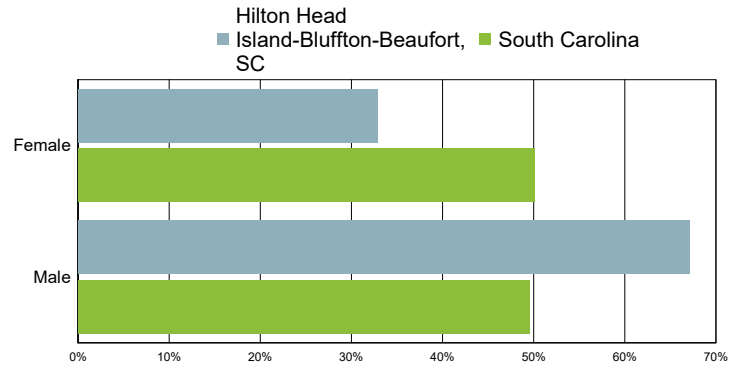 Hilton Head
Island-Bluffton-Beaufort,
SC
South Carolina
Female
Male
0%
10%
20%
30%
40%
50%
60%
70%